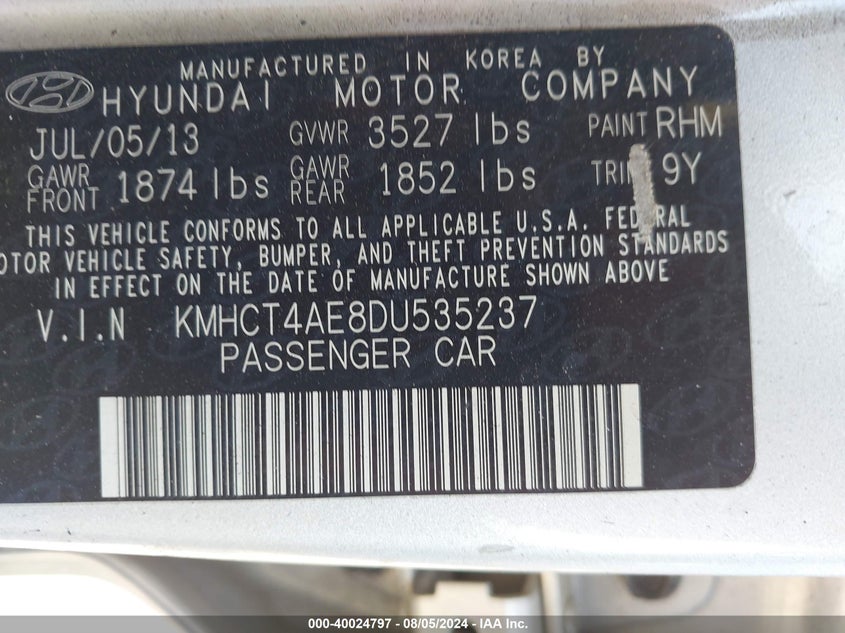 MANUFACTURED IN KOREA BY
HYUNDAI MOTOR COMPANY
JUL/05/13 GVWR 3527 lbs PAINT RHM
GAWR FRONT 1874 lbs GAWR REAR 1852 lbs TRIM 9Y
THIS VEHICLE CONFORMS TO ALL APPLICABLE U.S.A. FEDERAL
MOTOR VEHICLE SAFETY, BUMPER, AND THEFT PREVENTION STANDARDS
IN EFFECT ON THE DATE OF MANUFACTURE SHOWN ABOVE
V.I.N KMHCT4AE8DU535237
PASSENGER CAR
000-40024797 - 08/05/2024 - IAA Inc.